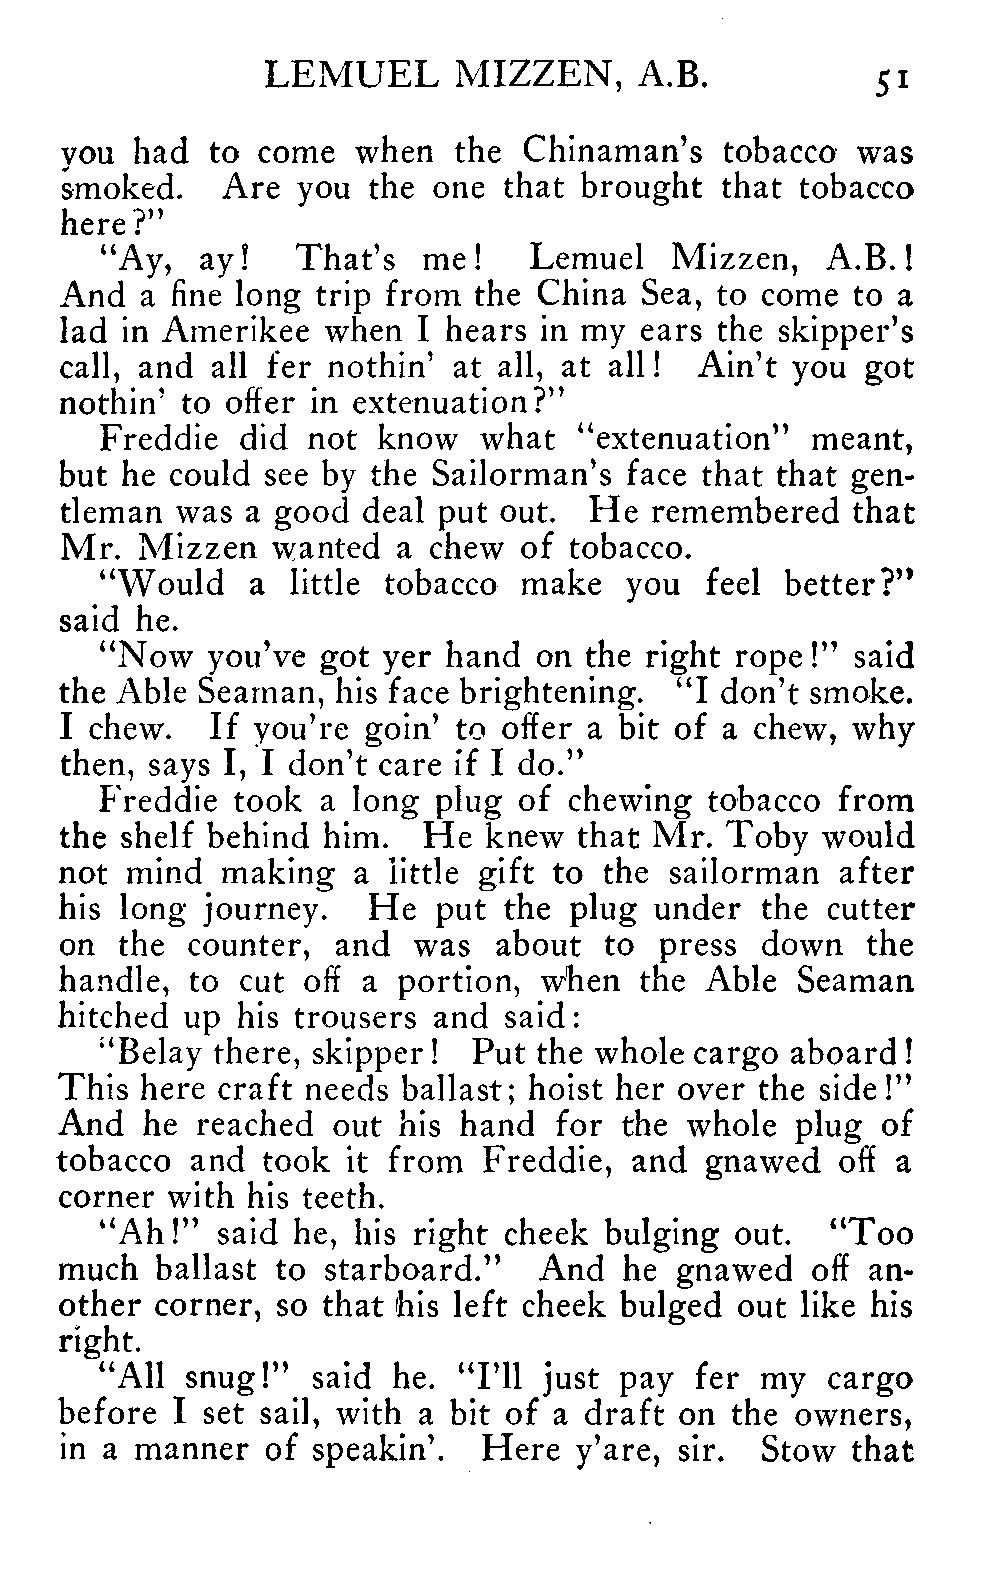 LEMUEL MIZZEN, A.B. 51
you had to come when the Chinaman's tobacco was
smoked. Are you the one that brought that tobacco
here?"
"Ay, ay! That's me! Lemuel Mizzen, A.B.!
And a fine long trip from the China Sea, to come to a
lad in Amerikee when I hears in my ears the skipper's
call, and all fer nothin' at all, at all! Ain't you got
nothin' to offer in extenuation?"
Freddie did not know what "extenuation" meant,
but he could see by the Sailorman's face that that gen-
tleman was a good deal put out. He remembered that
Mr. Mizzen wanted a chew of tobacco.
"Would a little tobacco make you feel better?"
said he.
"Now you've got yer hand on the right rope!" said
the Able Seaman, his face brightening. "I don't smoke.
I chew. If you're goin' to offer a bit of a chew, why
then, says I, I don't care if I do."
Freddie took a long plug of chewing tobacco from
the shelf behind him. He knew that Mr. Toby would
not mind making a little gift to the sailorman after
his long journey. He put the plug under the cutter
on the counter, and was about to press down the
handle, to cut off a portion, when the Able Seaman
hitched up his trousers and said:
"Belay there, skipper! Put the whole cargo aboard!
This here craft needs ballast; hoist her over the side!"
And he reached out his hand for the whole plug of
tobacco and took it from Freddie, and gnawed off a
corner with his teeth.
"Ah!" said he, his right cheek bulging out. "Too
much ballast to starboard." And he gnawed off an-
other corner, so that his left cheek bulged out like his
right.
"All snug!" said he. "I'll just pay fer my cargo
before I set sail, with a bit of a draft on the owners,
in a manner of speakin'. Here y'are, sir. Stow that